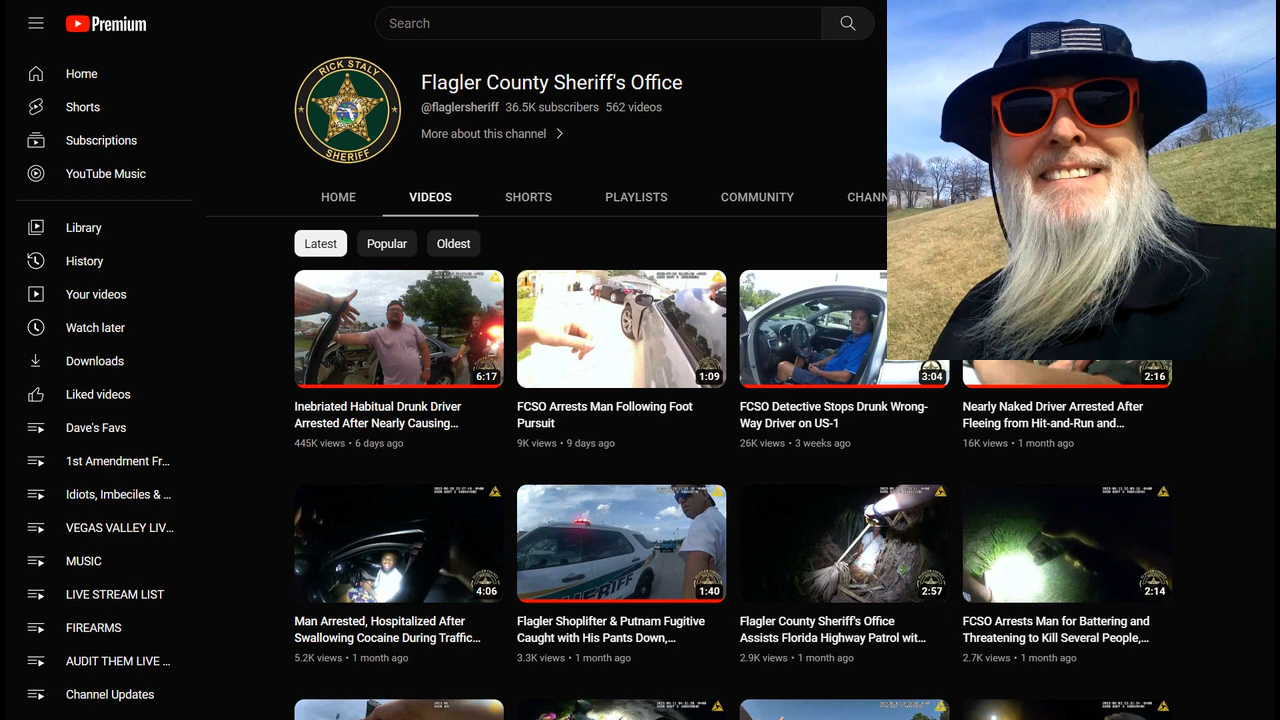 Premium
Search
Home
Shorts
Subscriptions
YouTube Music
Library
History
Your videos
Watch later
Downloads
Liked videos
Dave's Favs
1st Amendment Fr...
Idiots, Imbeciles & ...
VEGAS VALLEY LIV...
MUSIC
LIVE STREAM LIST
FIREARMS
AUDIT THEM LIVE ...
Channel Updates
RICK STALY
SHERIFF
Flagler County Sheriff's Office
@flaglersheriff 36.5K subscribers 562 videos
More about this channel
HOME VIDEOS SHORTS PLAYLISTS COMMUNITY CHANN
Latest Popular Oldest
6:17
Inebriated Habitual Drunk Driver
Arrested After Nearly Causing...
445K views • 6 days ago
1:09
FCSO Arrests Man Following Foot
Pursuit
9K views • 9 days ago
3:04
FCSO Detective Stops Drunk Wrong-
Way Driver on US-1
26K views • 3 weeks ago
2:16
Nearly Naked Driver Arrested After
Fleeing from Hit-and-Run and...
16K views • 1 month ago
4:06
Man Arrested, Hospitalized After
Swallowing Cocaine During Traffic...
5.2K views • 1 month ago
SHERIFF
1:40
Flagler Shoplifter & Putnam Fugitive
Caught with His Pants Down,...
3.3K views • 1 month ago
2:57
Flagler County Sheriff's Office
Assists Florida Highway Patrol wit...
2.9K views • 1 month ago
2:14
FCSO Arrests Man for Battering and
Threatening to Kill Several People,...
2.7K views • 1 month ago